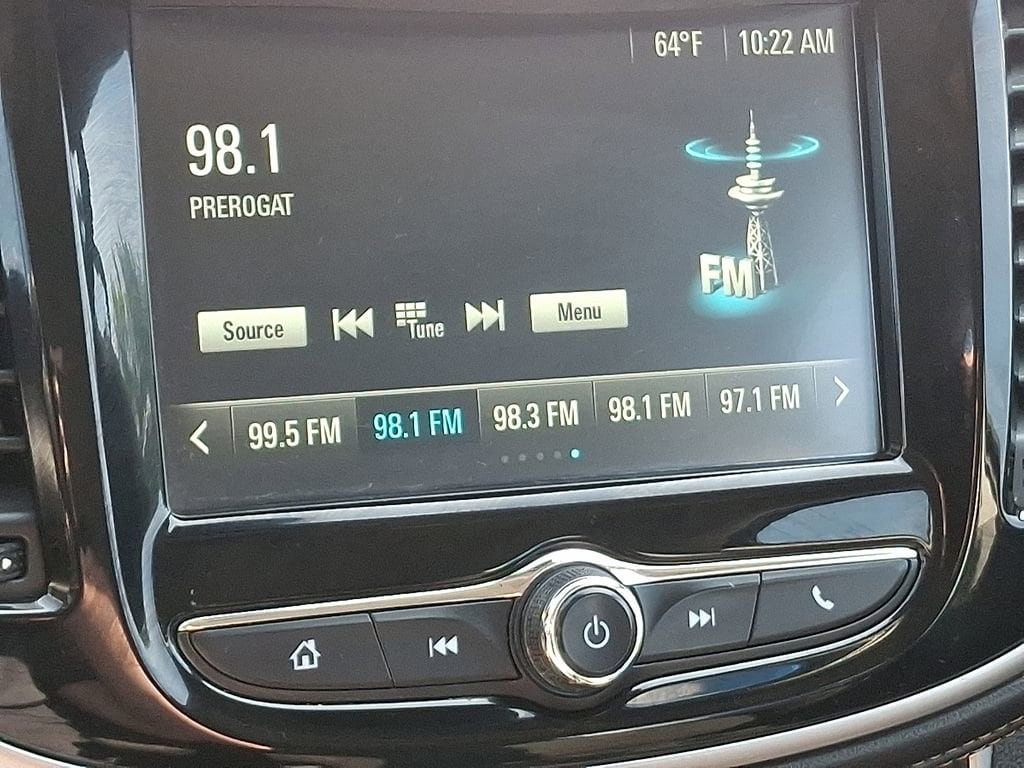 64°F 10:22 AM
98.1
PREROGAT
FM
Source Tune Menu
99.5 FM 98.1 FM 98.3 FM 98.1 FM 97.1 FM